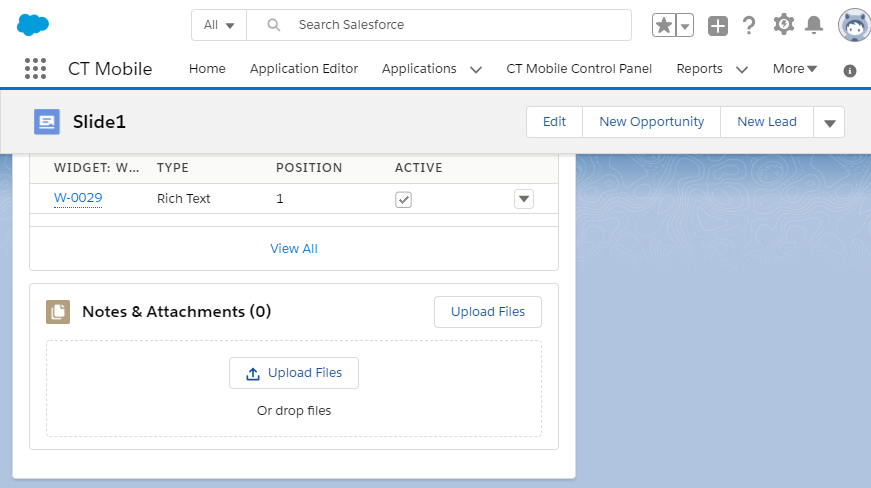 All Search Salesforce
CT Mobile Home Application Editor Applications CT Mobile Control Panel Reports More
Slide1 Edit New Opportunity New Lead
WIDGET: W... TYPE POSITION ACTIVE
W-0029 Rich Text 1
View All
Notes & Attachments (0) Upload Files
Upload Files
Or drop files